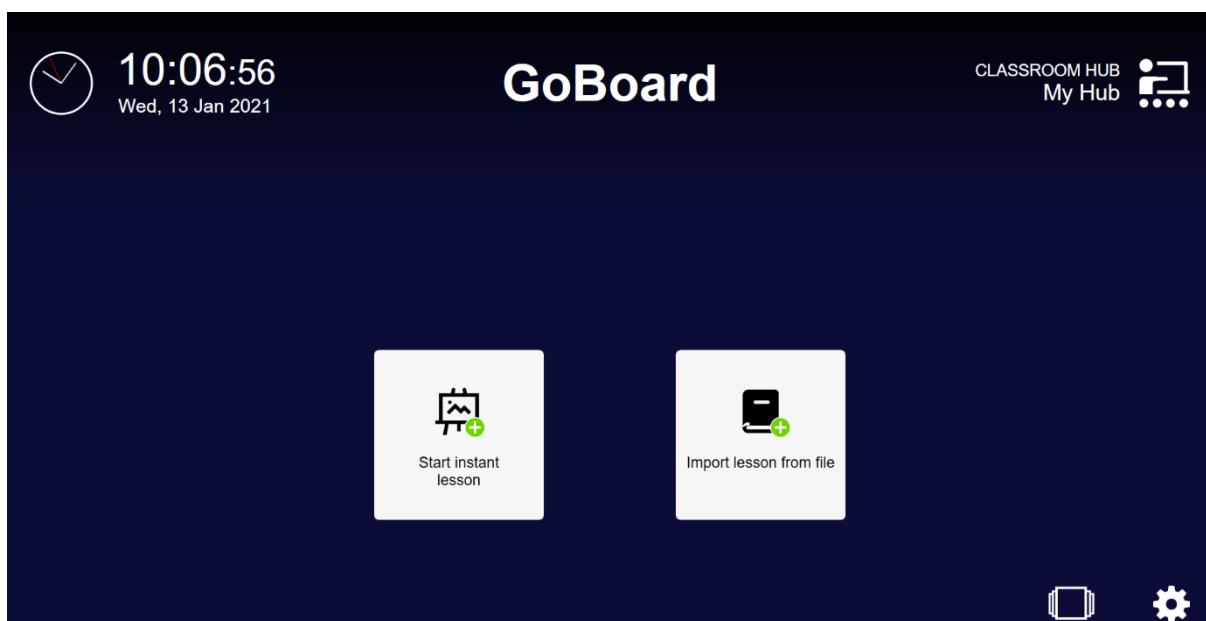 10:06:56
Wed, 13 Jan 2021
GoBoard
CLASSROOM HUB
My Hub
Start instant
lesson
Import lesson from file